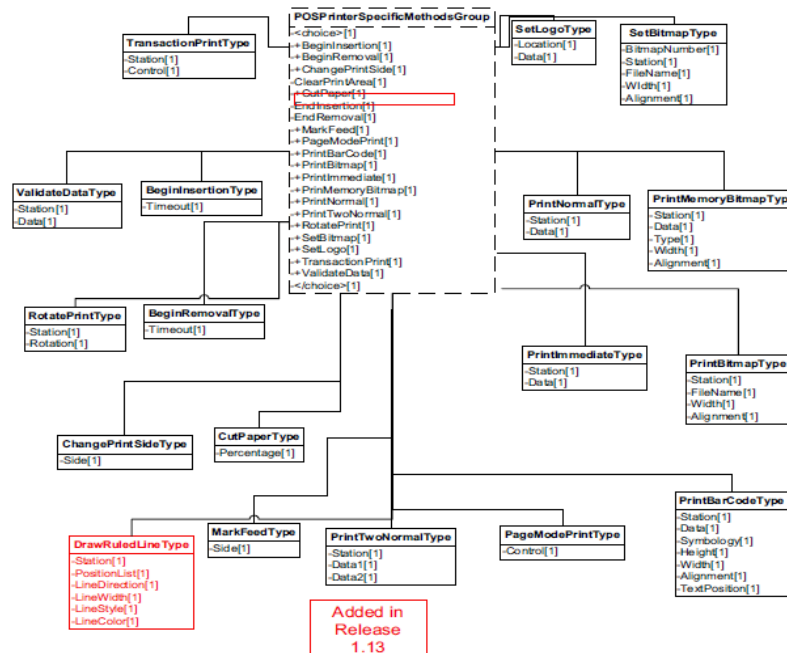 POSPrinterSpecificMethodsGroup
-<choice>[1]
-+BeginInsertion[1]
-+BeginRemoval[1]
-+ChangePrintSide[1]
-ClearPrintArea[1]
-+CutPaper[1]
-EndInsertion[1]
-EndRemoval[1]
-+MarkFeed[1]
-+PageModePrint[1]
-+PrintBarCode[1]
-+PrintBitmap[1]
-+PrintImmediate[1]
-+PrinMemoryBitmap[1]
-+PrintNormal[1]
-+PrintTwoNormal[1]
-+RotatePrint[1]
-+SetBitmap[1]
-+SetLogo[1]
-+TransactionPrint[1]
-+ValidateData[1]
-</choice>[1]
TransactionPrintType
-Station[1]
-Control[1]
SetLogoType
-Location[1]
-Data[1]
SetBitmapType
-BitmapNumber[1]
-Station[1]
-FileName[1]
-Width[1]
-Alignment[1]
ValidateDataType
-Station[1]
-Data[1]
BeginInsertionType
-Timeout[1]
PrintNormalType
-Station[1]
-Data[1]
PrintMemoryBitmapType
-Station[1]
-Data[1]
-Type[1]
-Width[1]
-Alignment[1]
RotatePrintType
-Station[1]
-Rotation[1]
BeginRemovalType
-Timeout[1]
PrintImmediateType
-Station[1]
-Data[1]
PrintBitmapType
-Station[1]
-FileName[1]
-Width[1]
-Alignment[1]
ChangePrintSideType
-Side[1]
CutPaperType
-Percentage[1]
DrawRuledLineType
-Station[1]
-PositionList[1]
-LineDirection[1]
-LineWidth[1]
-LineStyle[1]
-LineColor[1]
MarkFeedType
-Side[1]
PrintTwoNormalType
-Station[1]
-Data1[1]
-Data2[1]
PageModePrintType
-Control[1]
PrintBarCodeType
-Station[1]
-Data[1]
-Symbology[1]
-Height[1]
-Width[1]
-Alignment[1]
-TextPosition[1]
Added in
Release
1.13